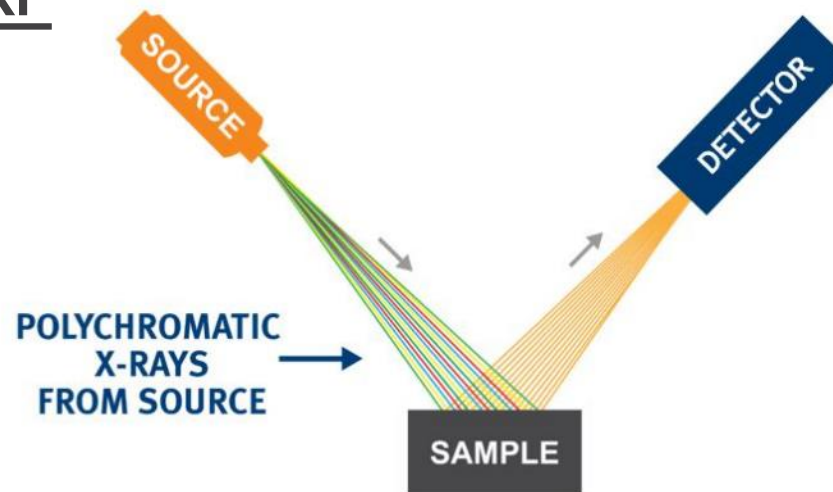 SOURCE
DETECTOR
POLYCHROMATIC
X-RAYS
FROM SOURCE
SAMPLE